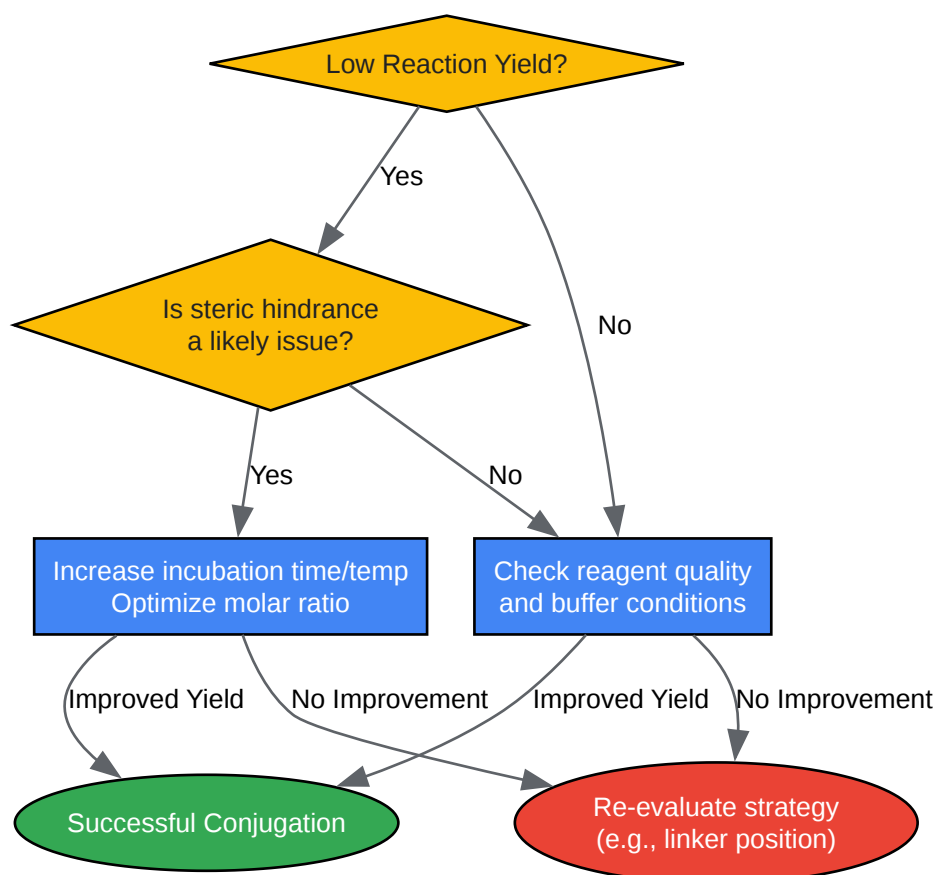 Low Reaction Yield?
Yes
Is steric hindrance
a likely issue?
No
Yes
No
Increase incubation time/temp
Optimize molar ratio
Check reagent quality
and buffer conditions
Improved Yield
No Improvement
Improved Yield
No Improvement
Successful Conjugation
Re-evaluate strategy
(e.g., linker position)